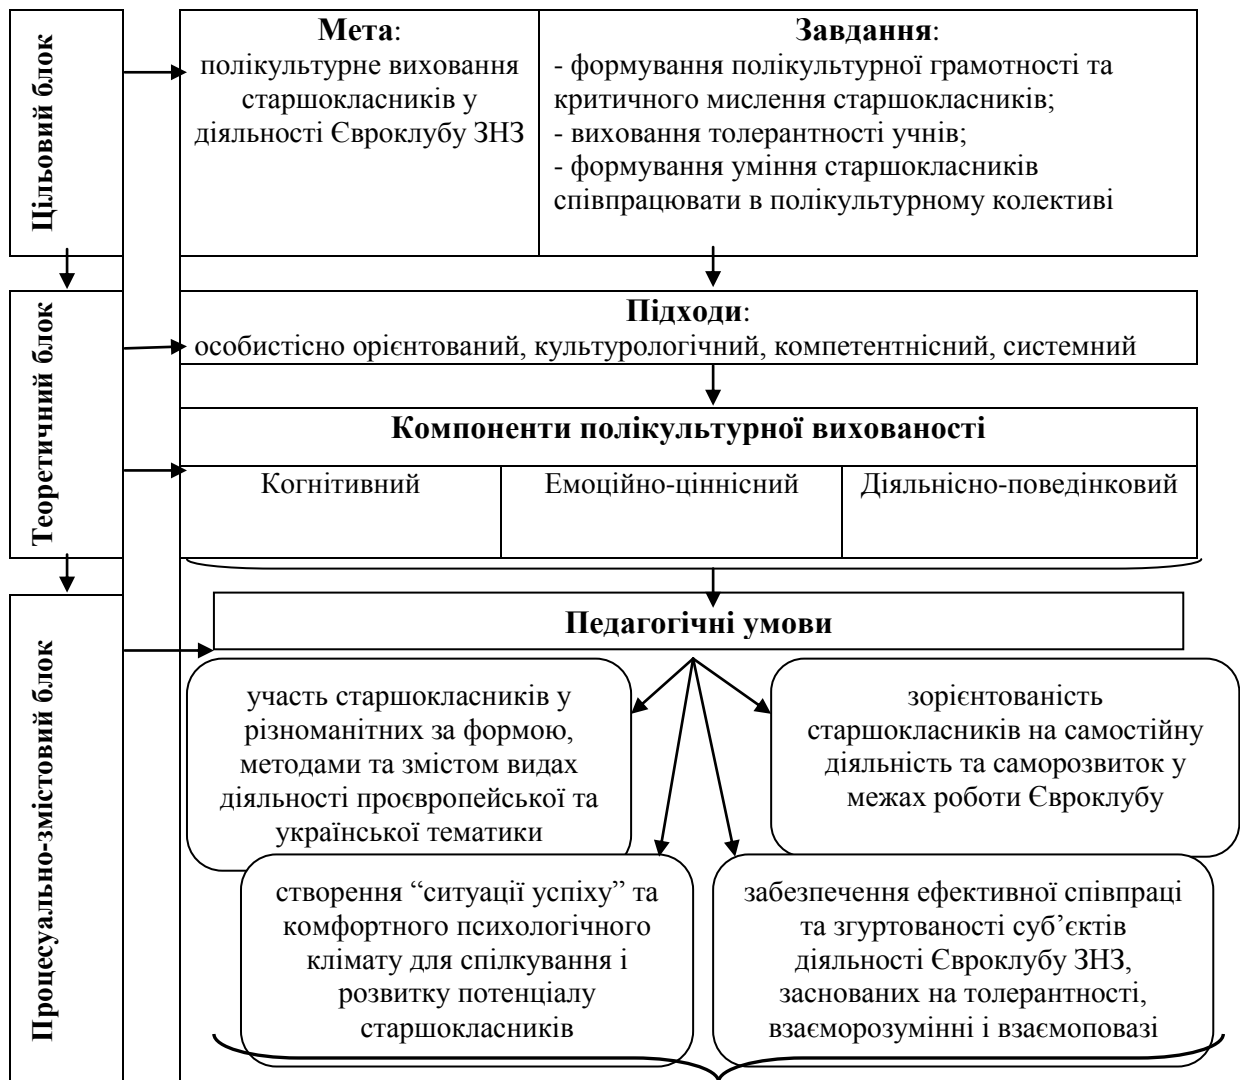 Цільовий блок
Мета:
полікультурне виховання
старшокласників у
діяльності Євроклубу ЗНЗ
Завдання:
- формування полікультурної грамотності та
критичного мислення старшокласників;
- виховання толерантності учнів;
- формування уміння старшокласників
співпрацювати в полікультурному колективі
Теоретичний блок
Підходи:
особистісно орієнтований, культурологічний, компетентнісний, системний
Компоненти полікультурної вихованості
Когнітивний
Емоційно-ціннісний
Діяльнісно-поведінковий
Процесуально-змістовий блок
Педагогічні умови
участь старшокласників у
різноманітних за формою,
методами та змістом видах
діяльності проєвропейської та
української тематики
зорієнтованість
старшокласників на самостійну
діяльність та саморозвиток у
межах роботи Євроклубу
створення “ситуації успіху” та
комфортного психологічного
клімату для спілкування і
розвитку потенціалу
старшокласників
забезпечення ефективної співпраці
та згуртованості суб’єктів
діяльності Євроклубу ЗНЗ,
заснованих на толерантності,
взаєморозумінні і взаємоповазі